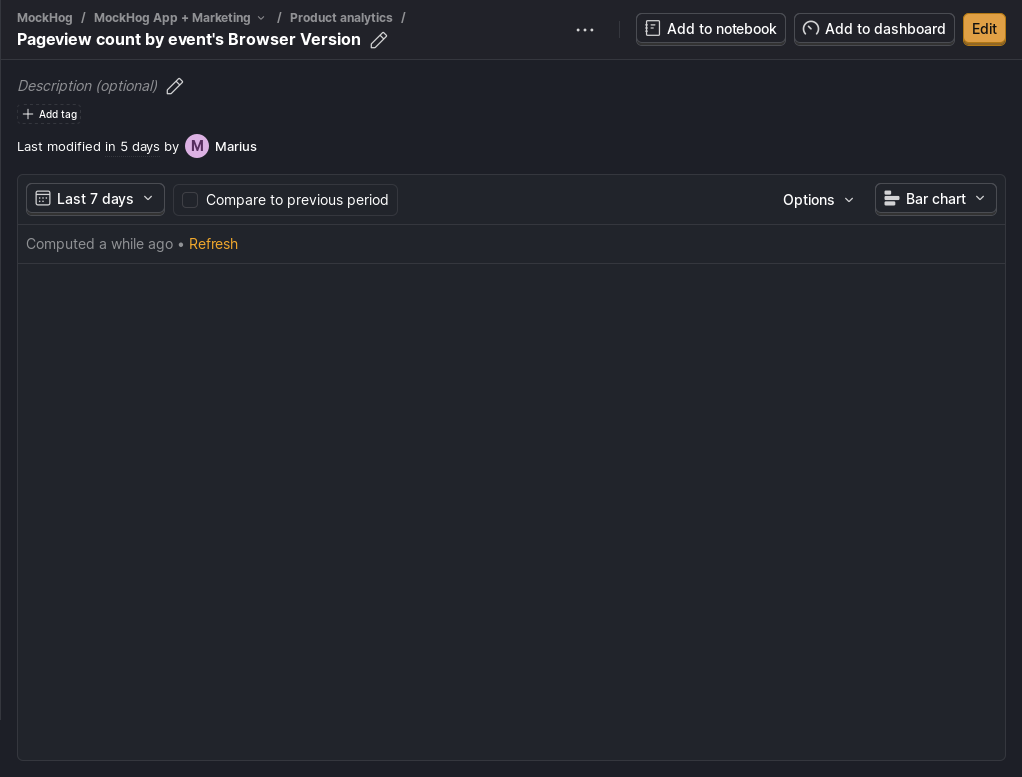 MockHog / MockHog App + Marketing / Product analytics /
Pageview count by event's Browser Version
Add to notebook
Add to dashboard
Edit
Description (optional)
Add tag
Last modified in 5 days by M Marius
Last 7 days
Compare to previous period
Options
Bar chart
Computed a while ago • Refresh